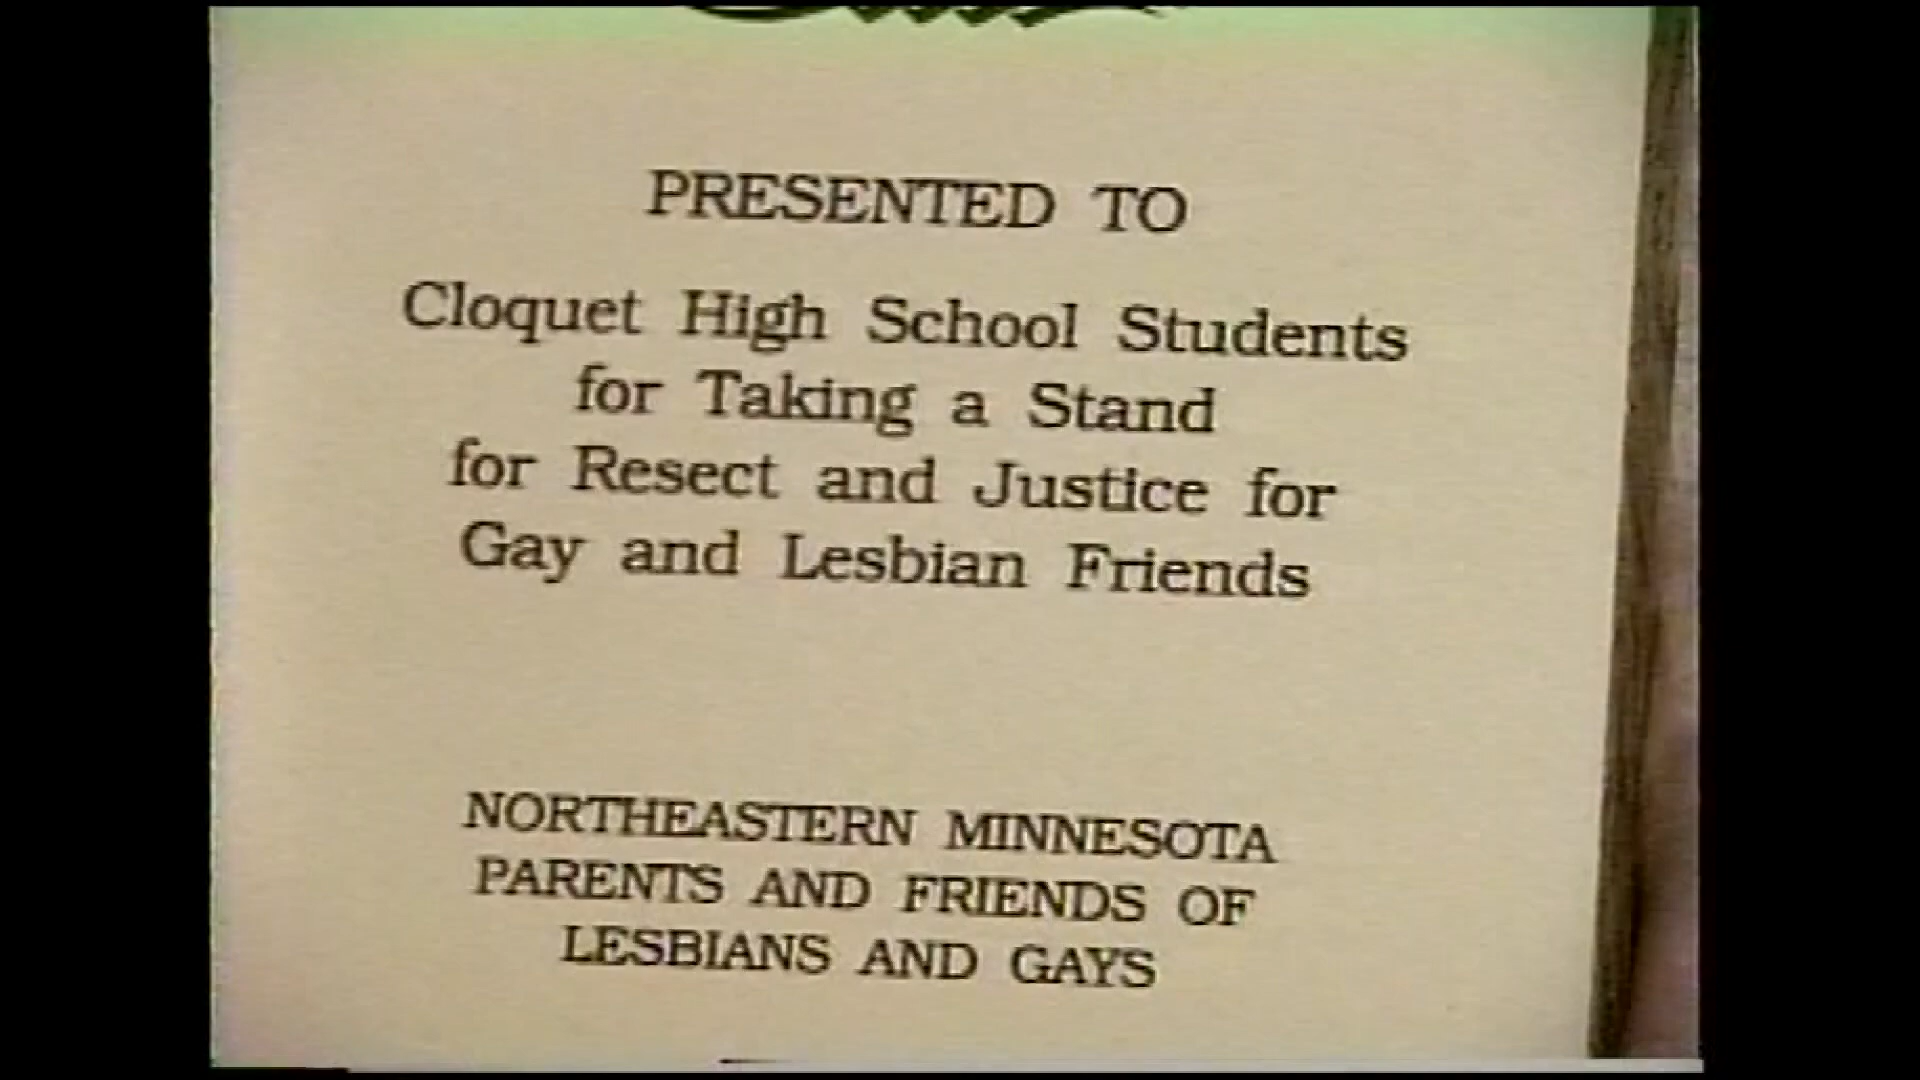 PRESENTED TO
Cloquet High School Students
for Taking a Stand
for Resect and Justice for
Gay and Lesbian Friends
NORTHEASTERN MINNESOTA
PARENTS AND FRIENDS OF
LESBIANS AND GAYS